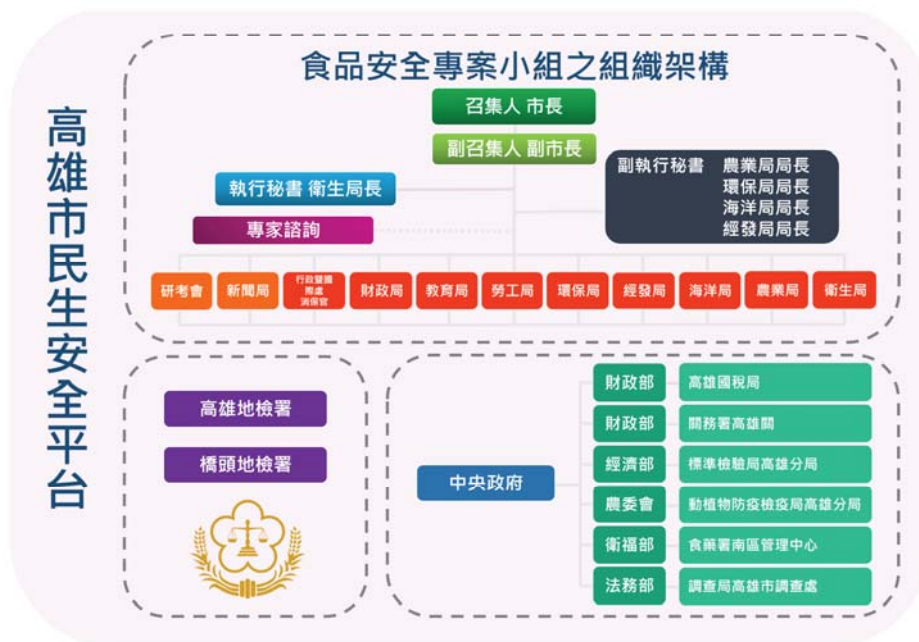 高雄市民生安全平台
食品安全專案小組之組織架構
召集人 市長
副召集人 副市長
執行秘書 衛生局長
專家諮詢
副執行秘書 農業局局長
環保局局長
海洋局局長
經發局局長
研考會
新聞局
行政暨國
際處
消保官
財政局
教育局
勞工局
環保局
經發局
海洋局
農業局
衛生局
高雄地檢署
橋頭地檢署
中央政府
財政部 高雄國稅局
財政部 關務署高雄關
經濟部 標準檢驗局高雄分局
農委會 動植物防疫檢疫局高雄分局
衛福部 食藥署南區管理中心
法務部 調查局高雄市調查處